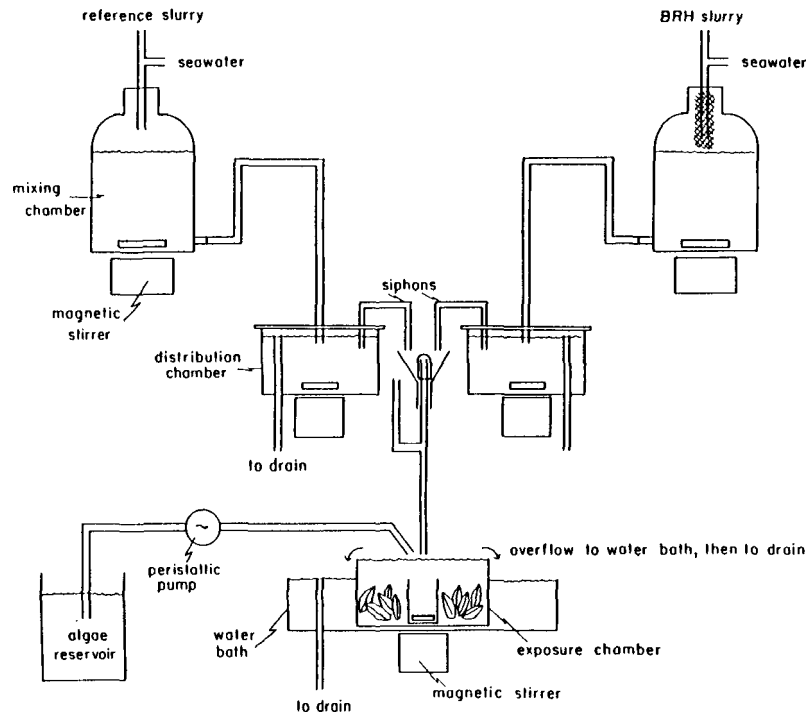 reference slurry
BRH slurry
seawater
seawater
mixing
chamber
magnetic
stirrer
siphons
distribution
chamber
to drain
overflow to water bath, then to drain
peristaltic
pump
algae
reservoir
water
bath
exposure chamber
magnetic stirrer
to drain